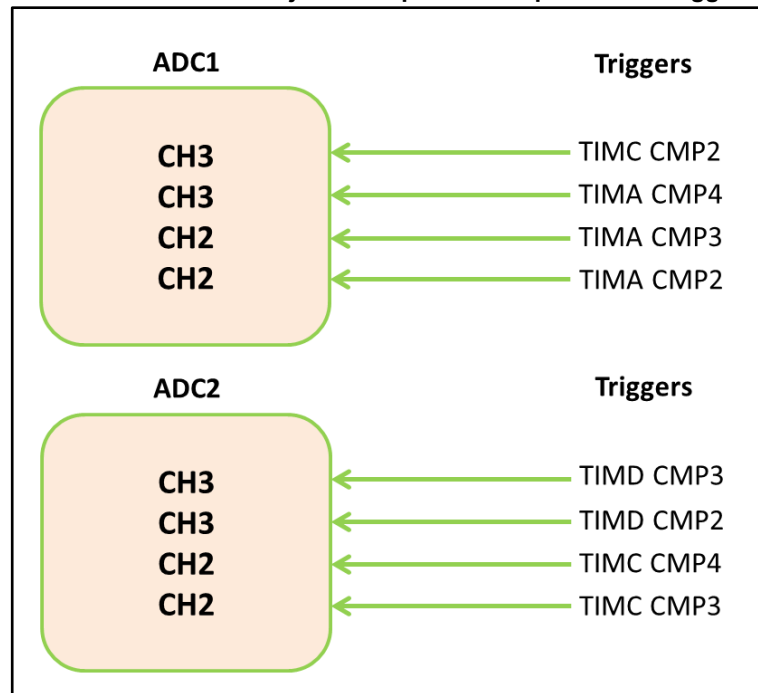 ADC1 Triggers
CH3 TIMC CMP2
CH3 TIMA CMP4
CH2 TIMA CMP3
CH2 TIMA CMP2
ADC2 Triggers
CH3 TIMD CMP3
CH3 TIMD CMP2
CH2 TIMC CMP4
CH2 TIMC CMP3